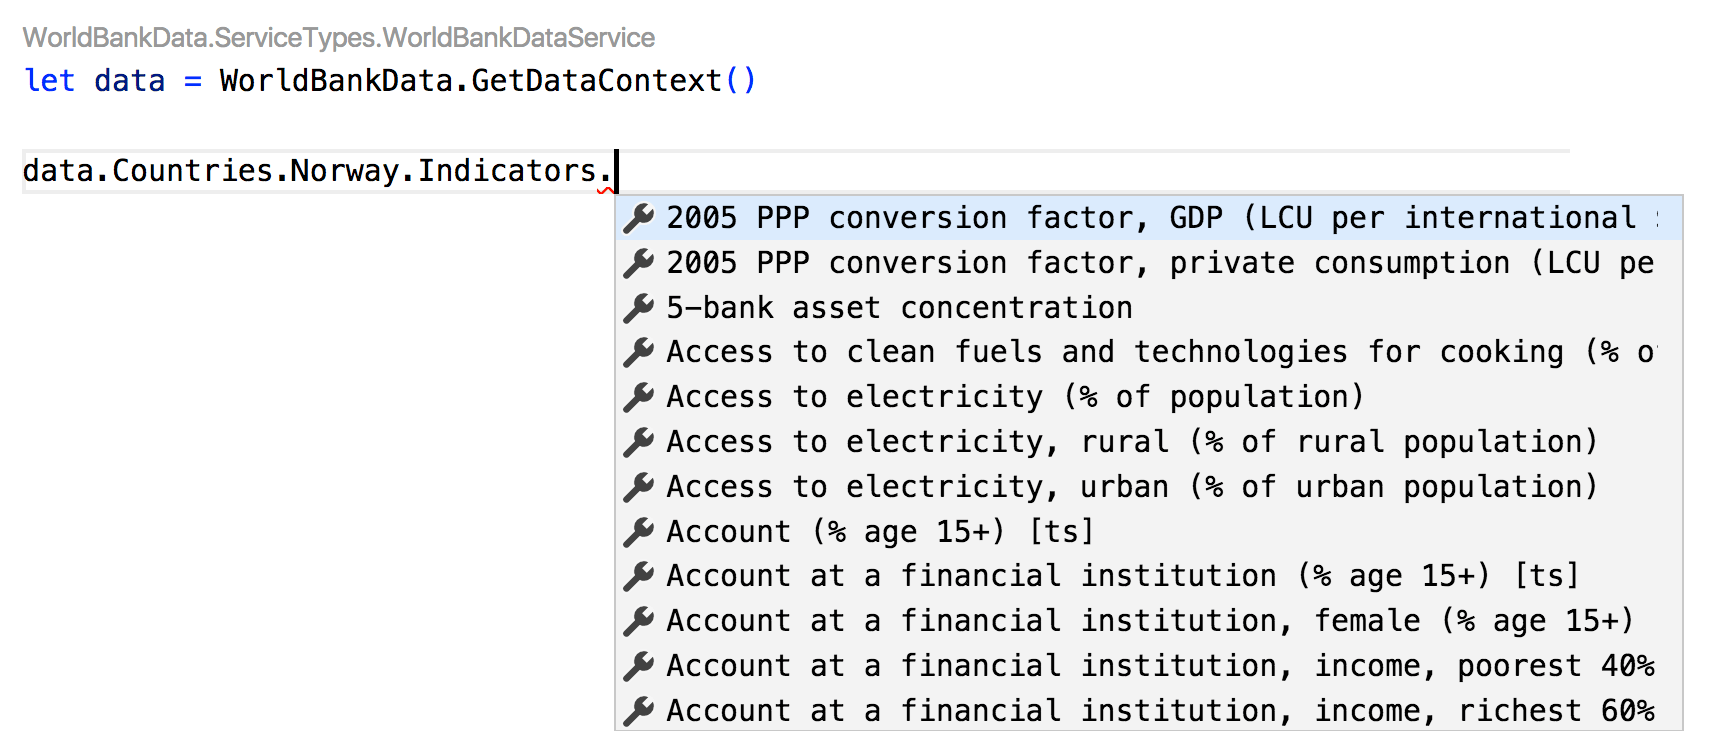 WorldBankData.ServiceTypes.WorldBankDataService
let data = WorldBankData.GetDataContext()
data.Countries.Norway.Indicators.
2005 PPP conversion factor, GDP (LCU per international
2005 PPP conversion factor, private consumption (LCU pe
5-bank asset concentration
Access to clean fuels and technologies for cooking (% o
Access to electricity (% of population)
Access to electricity, rural (% of rural population)
Access to electricity, urban (% of urban population)
Account (% age 15+) [ts]
Account at a financial institution (% age 15+) [ts]
Account at a financial institution, female (% age 15+)
Account at a financial institution, income, poorest 40%
Account at a financial institution, income, richest 60%